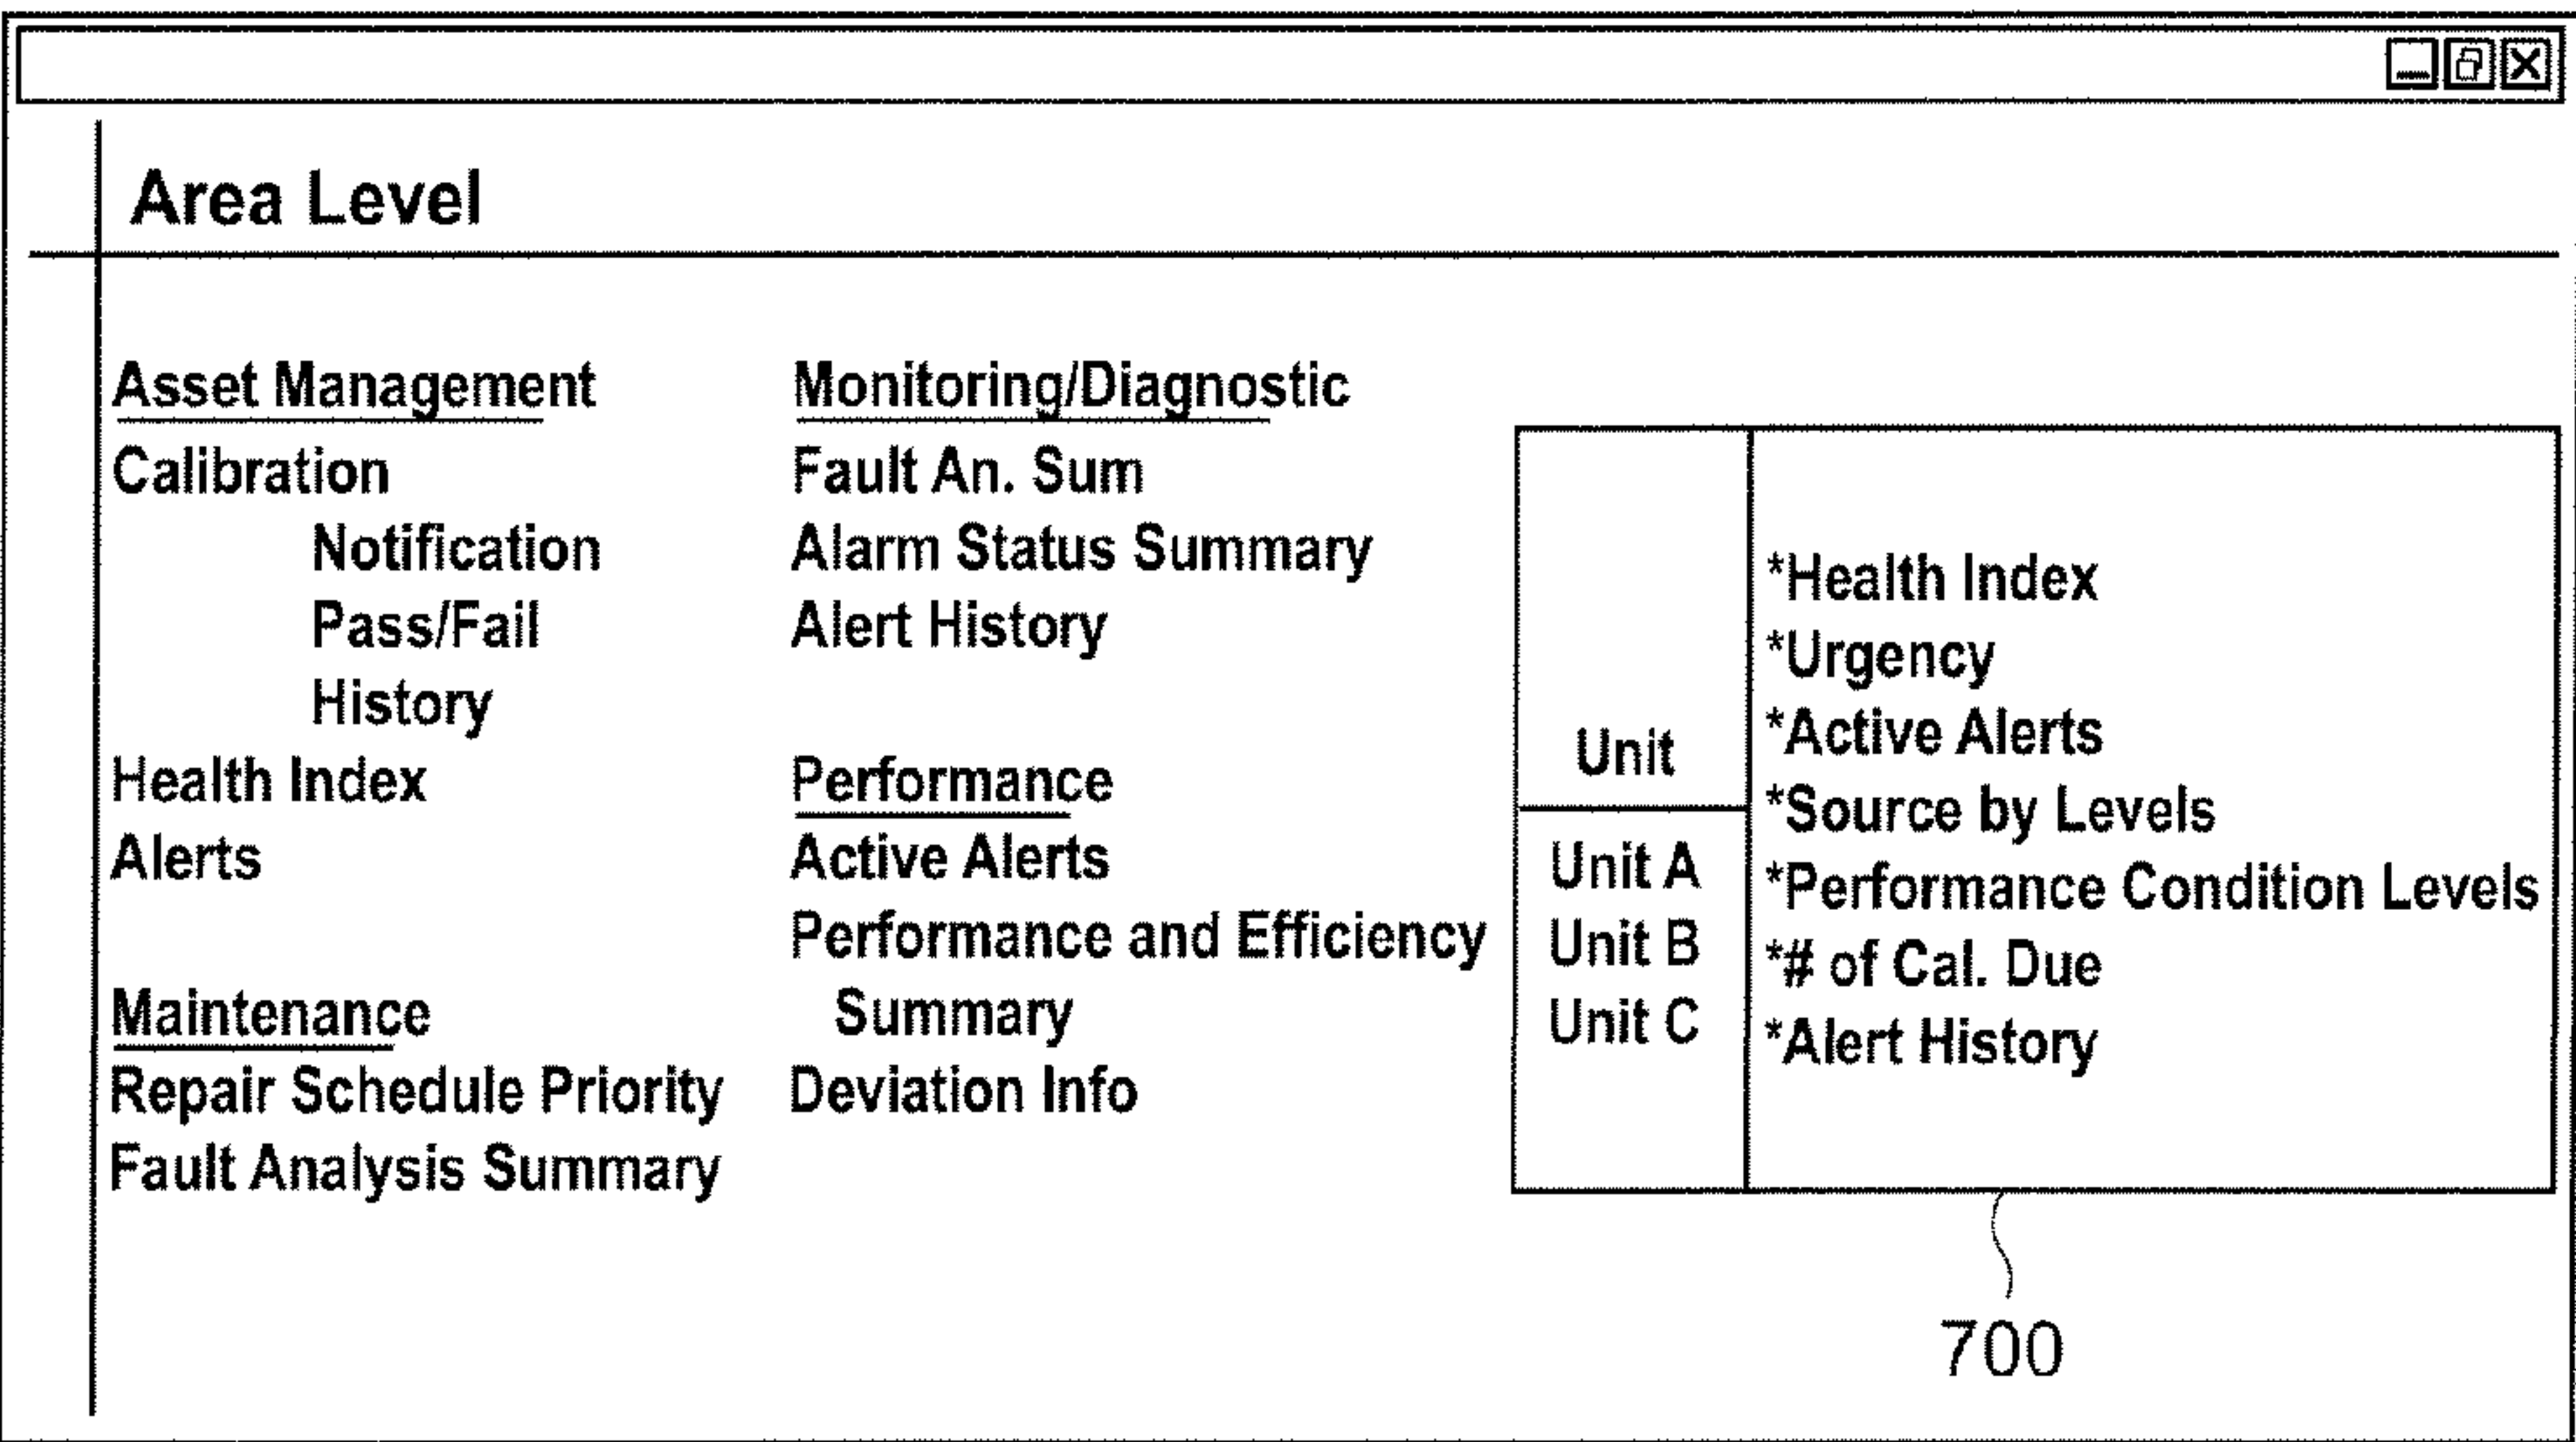 Area Level
Asset Management
Calibration
Notification
Pass/Fail
History
Health Index
Alerts
Maintenance
Repair Schedule Priority
Fault Analysis Summary
Monitoring/Diagnostic
Fault An. Sum
Alarm Status Summary
Alert History
Performance
Active Alerts
Performance and Efficiency
Summary
Deviation Info
Unit
Unit A
Unit B
Unit C
*Health Index
*Urgency
*Active Alerts
*Source by Levels
*Performance Condition Levels
*# of Cal. Due
*Alert History
700